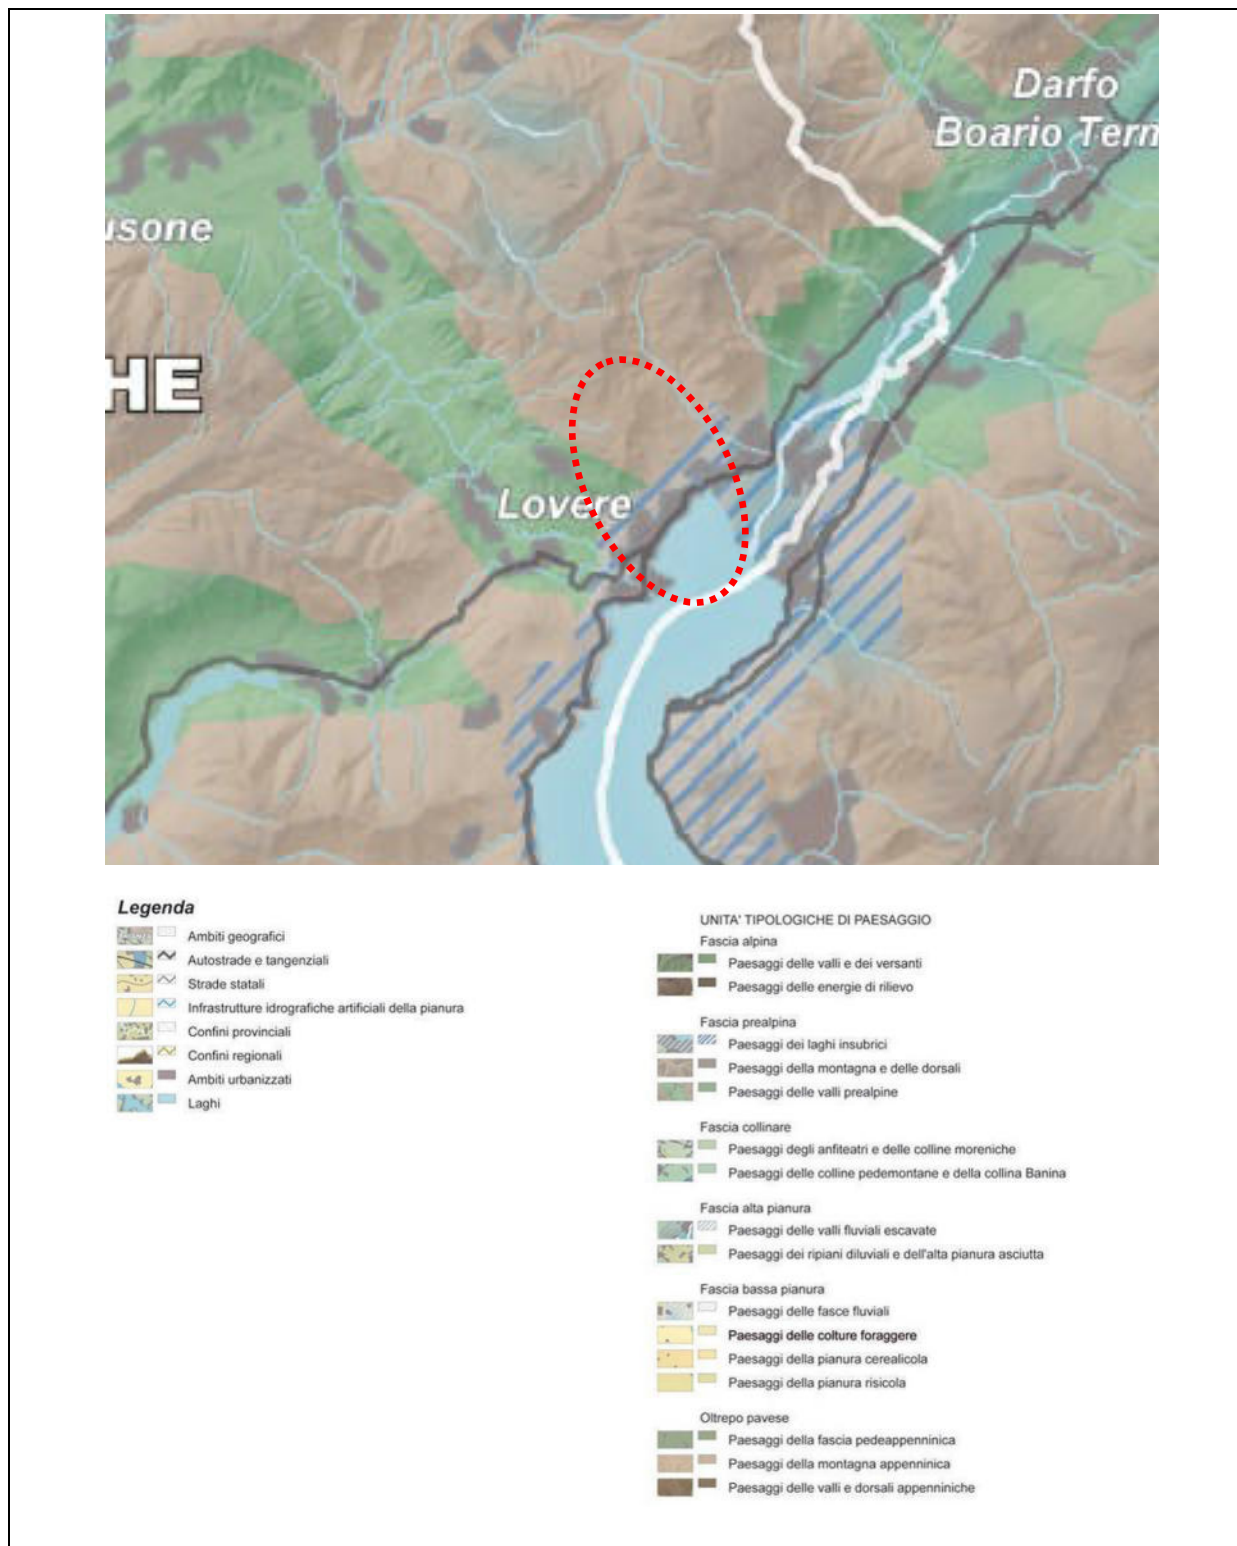 Darfo
Boario Term
usone
HE
Lovere
Legenda
Ambiti geografici
Autostrade e tangenziali
Strade statali
Infrastrutture idrografiche artificiali della pianura
Confini provinciali
Confini regionali
Ambiti urbanizzati
Laghi
UNITA' TIPOLOGICHE DI PAESAGGIO
Fascia alpina
Paesaggi delle valli e dei versanti
Paesaggi delle energie di rilievo
Fascia prealpina
Paesaggi dei laghi insubrici
Paesaggi della montagna e delle dorsali
Paesaggi delle valli prealpine
Fascia collinare
Paesaggi degli anfiteatri e delle colline moreniche
Paesaggi delle colline pedemontane e della collina Banina
Fascia alta pianura
Paesaggi delle valli fluviali escavate
Paesaggi dei ripiani diluviali e dell'alta pianura asciutta
Fascia bassa pianura
Paesaggi delle fasce fluviali
Paesaggi delle colture foraggere
Paesaggi della pianura cerealicola
Paesaggi della pianura risicola
Oltrepo pavese
Paesaggi della fascia pedeappenninica
Paesaggi della montagna appenninica
Paesaggi delle valli e dorsali appenniniche